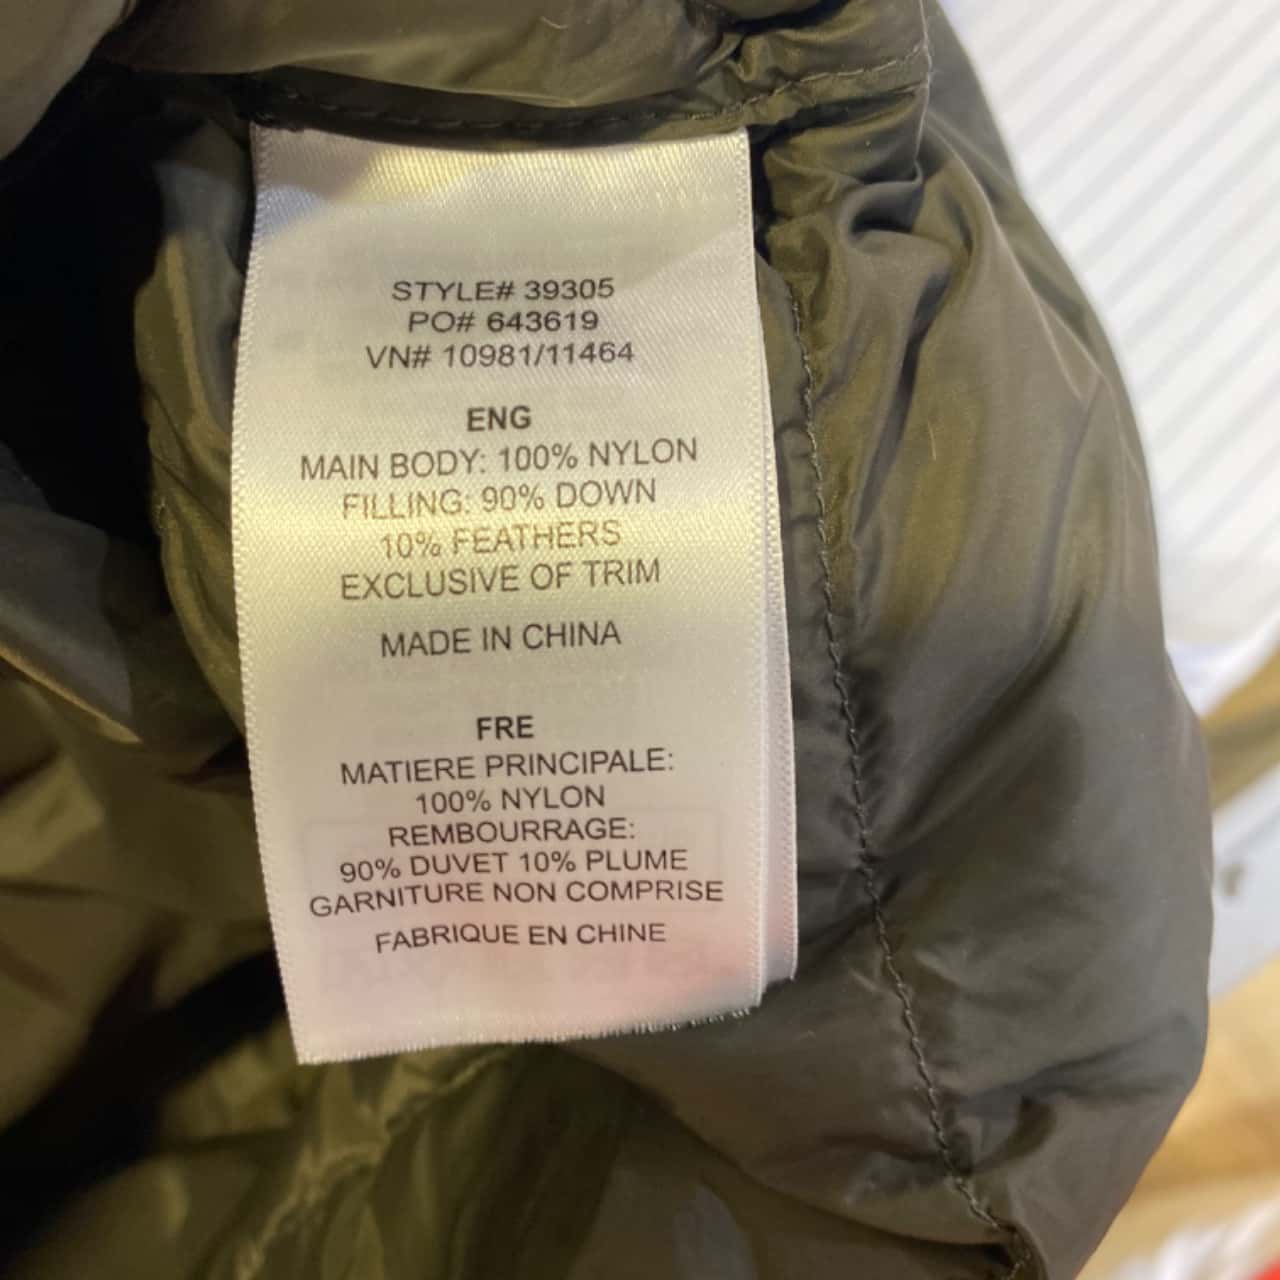 STYLE# 39305
PO# 643619
VN# 10981/11464
ENG
MAIN BODY: 100% NYLON
FILLING: 90% DOWN
10% FEATHERS
EXCLUSIVE OF TRIM
MADE IN CHINA
FRE
MATIERE PRINCIPALE:
100% NYLON
REMBOURRAGE:
90% DUVET 10% PLUME
GARNITURE NON COMPRISE
FABRIQUE EN CHINE